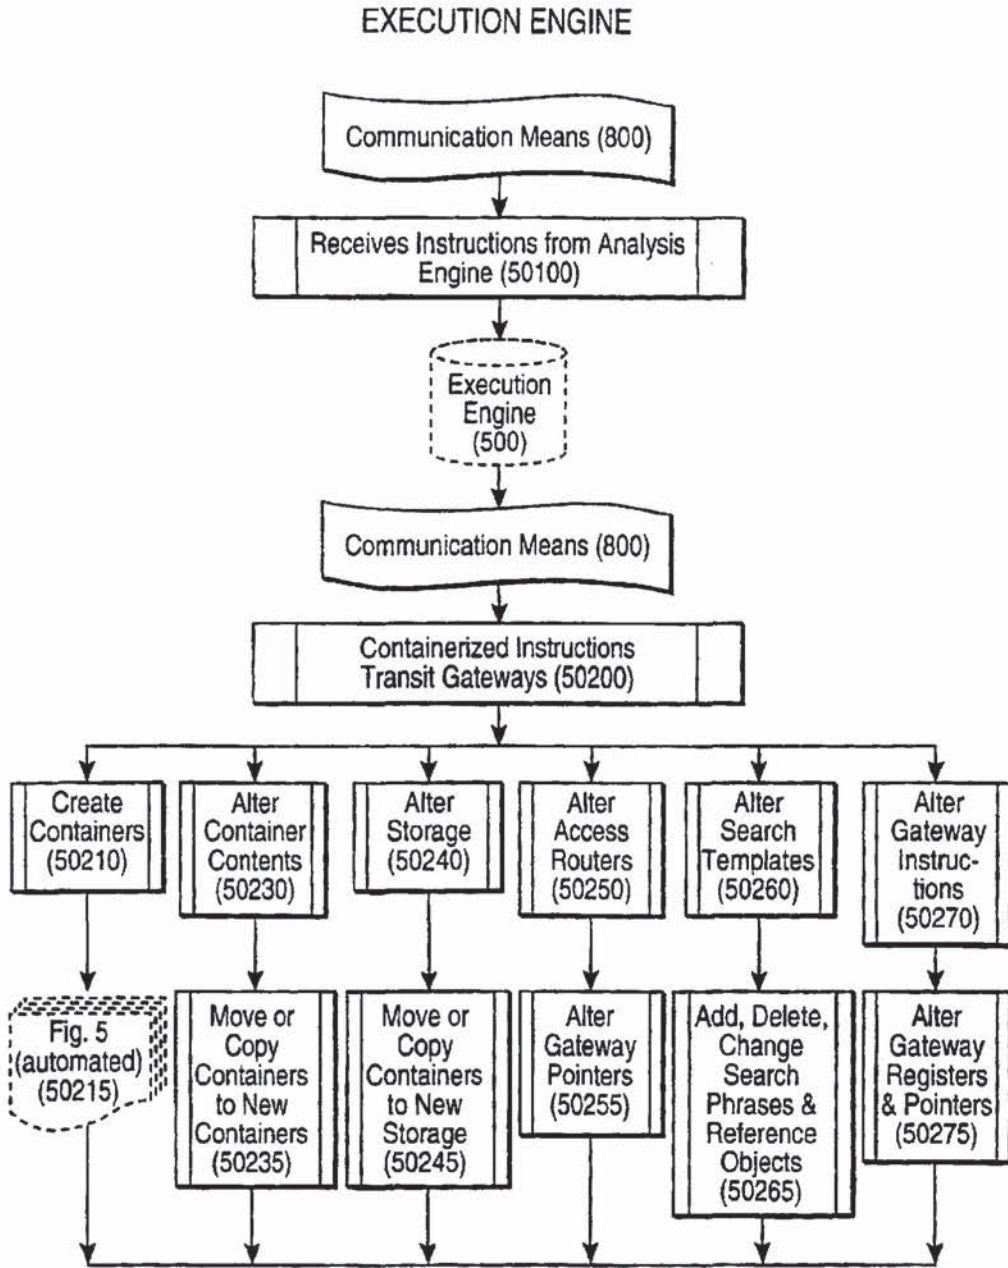 EXECUTION ENGINE
Communication Means (800)
Receives Instructions from Analysis
Engine (50100)
Execution
Engine
(500)
Communication Means (800)
Containerized Instructions
Transit Gateways (50200)
Create
Containers
(50210)
Alter
Container
Contents
(50230)
Alter
Storage
(50240)
Alter
Access
Routers
(50250)
Alter
Search
Templates
(50260)
Alter
Gateway
Instruc-
tions
(50270)
Fig. 5
(automated)
(50215)
Move or
Copy
Containers
to New
Containers
(50235)
Move or
Copy
Containers
to New
Storage
(50245)
Alter
Gateway
Pointers
(50255)
Add, Delete,
Change
Search
Phrases &
Reference
Objects
(50265)
Alter
Gateway
Registers
& Pointers
(50275)